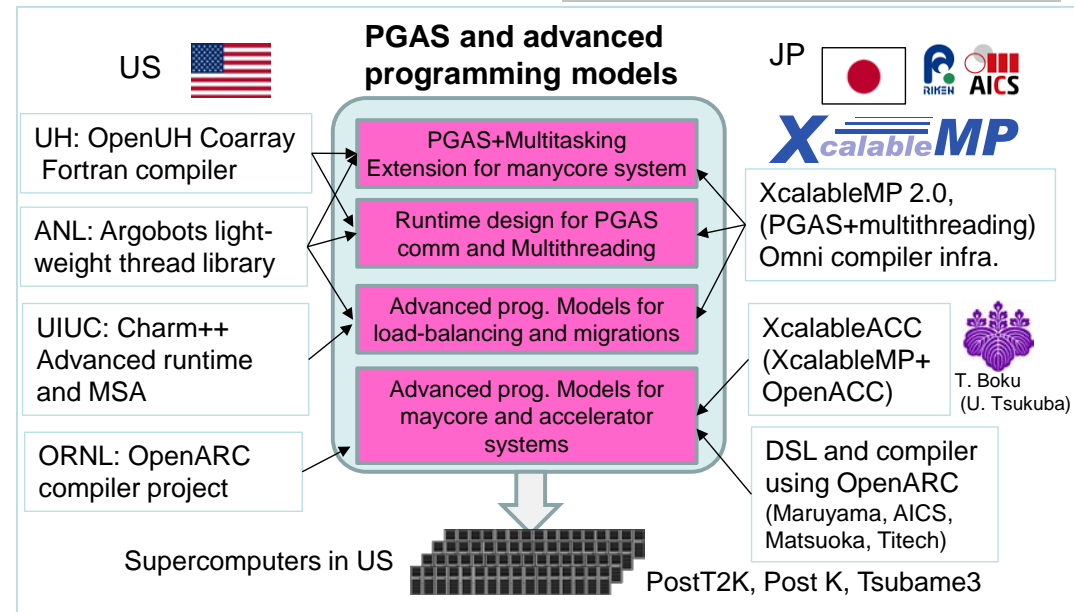 PGAS and advanced
programming models
US
JP
RIKEN
AICS
XcalableMP
UH: OpenUH Coarray
Fortran compiler
ANL: Argobots light-
weight thread library
UIUC: Charm++
Advanced runtime
and MSA
ORNL: OpenARC
compiler project
PGAS+Multitasking
Extension for manycore system
Runtime design for PGAS
comm and Multithreading
Advanced prog. Models for
load-balancing and migrations
Advanced prog. Models for
maycore and accelerator
systems
XcalableMP 2.0,
(PGAS+multithreading)
Omni compiler infra.
XcalableACC
(XcalableMP+
OpenACC)
T. Boku
(U. Tsukuba)
DSL and compiler
using OpenARC
(Maruyama, AICS,
Matsuoka, Titech)
Supercomputers in US
PostT2K, Post K, Tsubame3